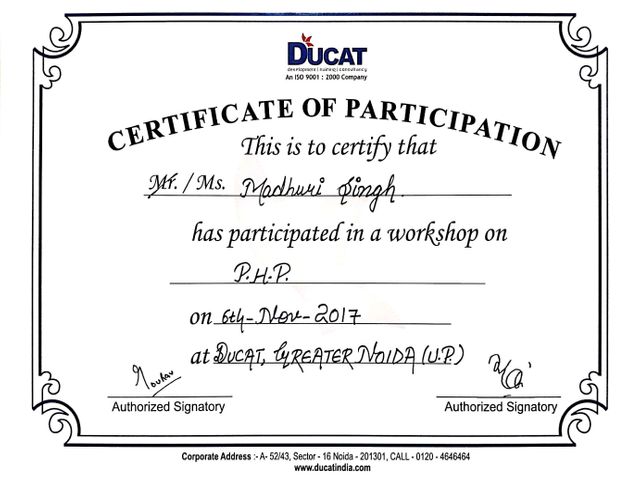 DUCAT
development | training | consultancy
An ISO 9001 : 2000 Company
CERTIFICATE OF PARTICIPATION
This is to certify that
Mr. / Ms. Madhuri Singh.
has participated in a workshop on
P.H.P.
on 6th-Nov-2017
at DUCAT, GREATER NOIDA (U.P.)
Authorized Signatory Authorized Signatory
Corporate Address :- A- 52/43, Sector - 16 Noida - 201301, CALL - 0120 - 4646464
www.ducatindia.com